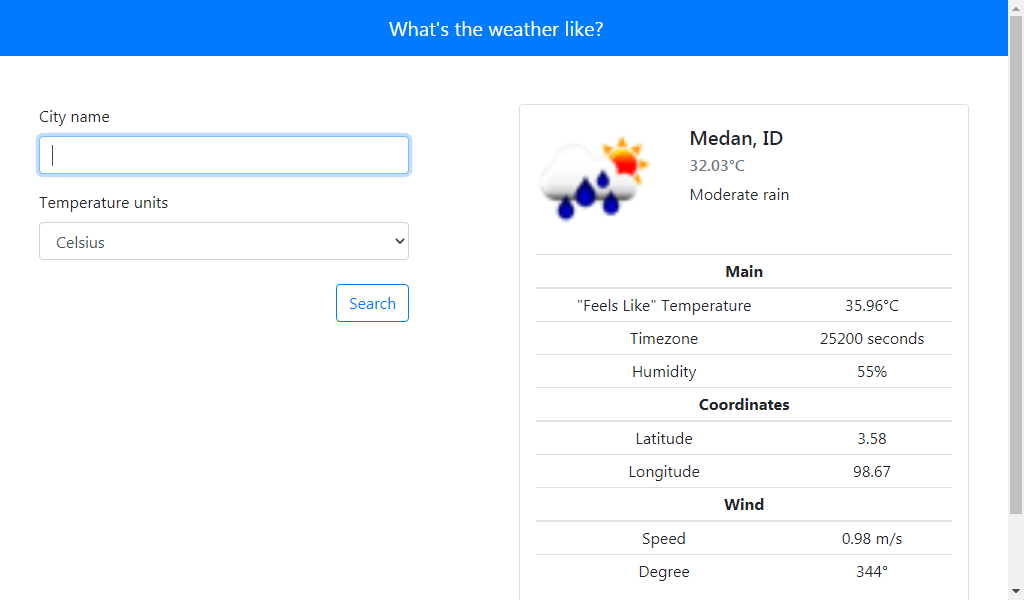 What's the weather like?
City name
Temperature units
Celsius
Search
Medan, ID
32.03°C
Moderate rain
Main
"Feels Like" Temperature 35.96°C
Timezone 25200 seconds
Humidity 55%
Coordinates
Latitude 3.58
Longitude 98.67
Wind
Speed 0.98 m/s
Degree 344°